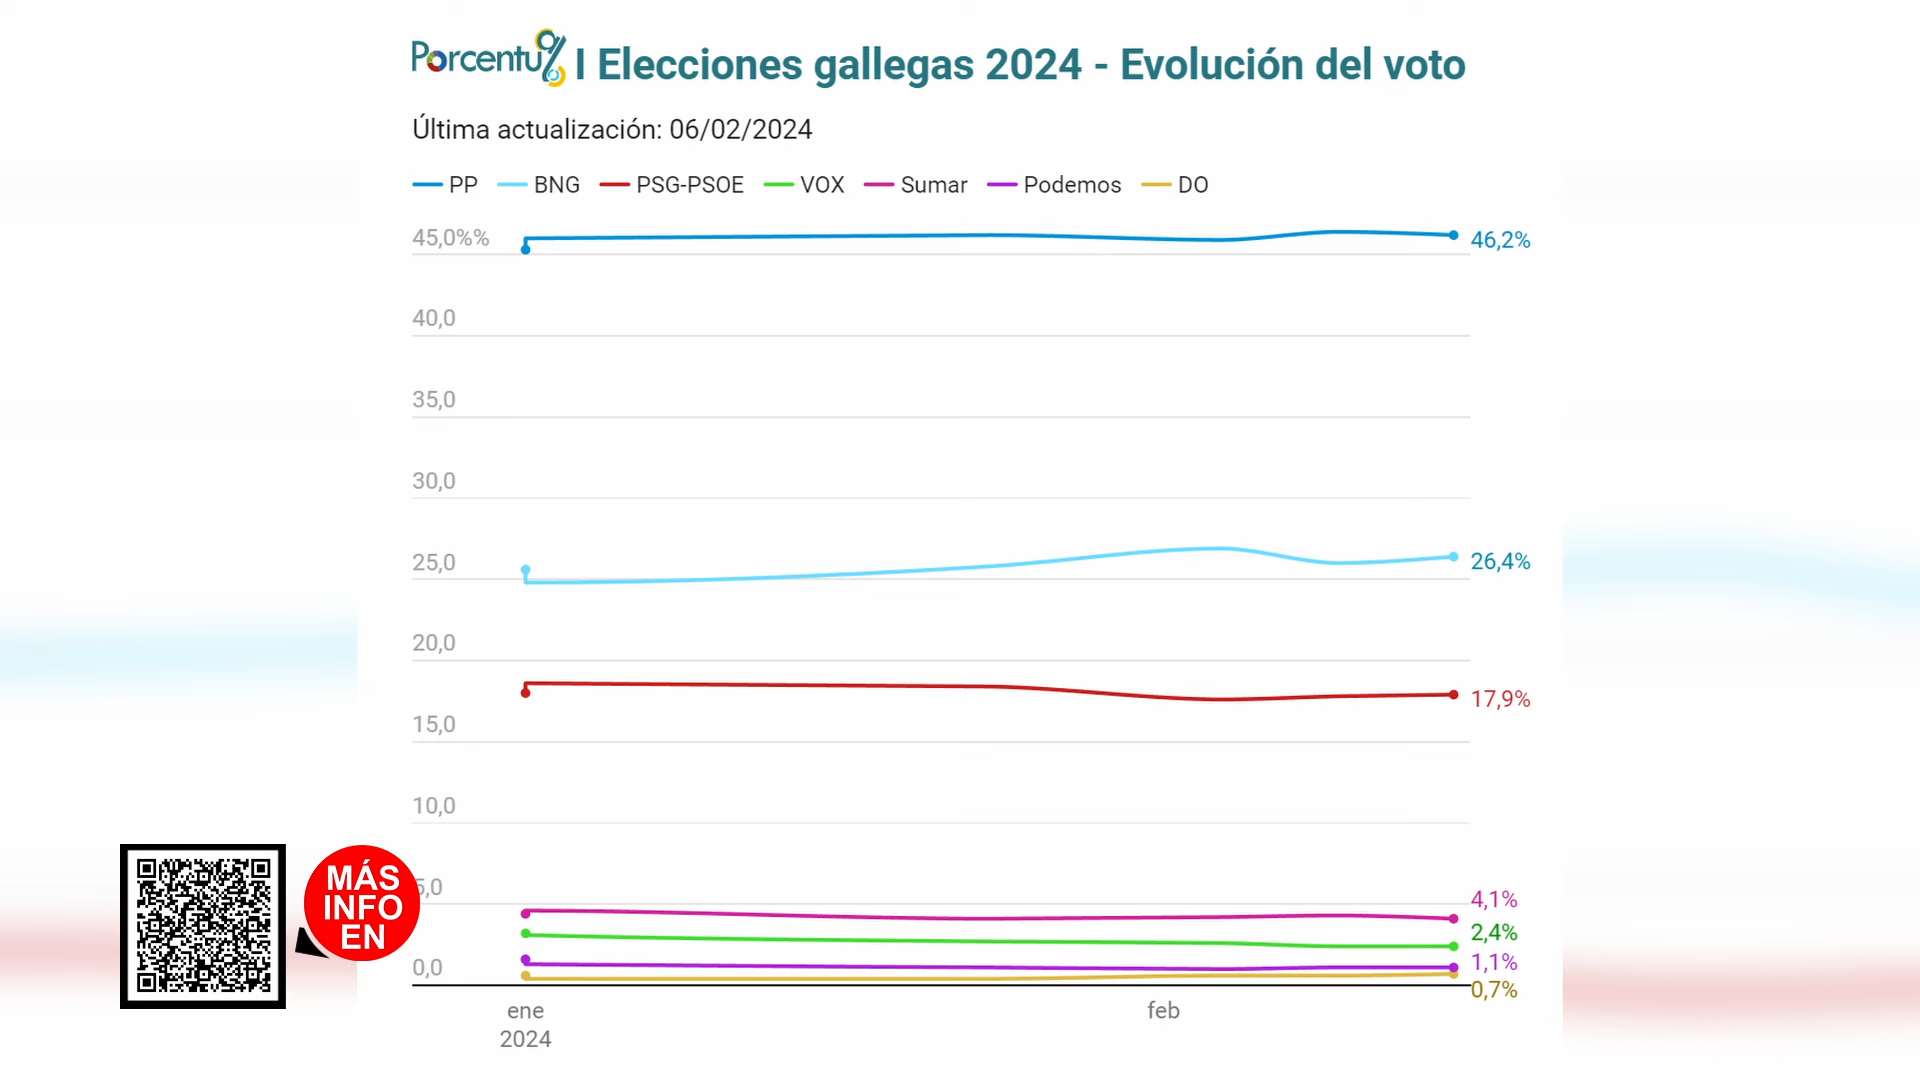 Porcentu% | Elecciones gallegas 2024 - Evolución del voto
Última actualización: 06/02/2024
PP BNG PSG-PSOE VOX Sumar Podemos DO
45,0%%
46,2%
40,0
35,0
30,0
25,0
26,4%
20,0
17,9%
15,0
10,0
5,0
4,1%
2,4%
1,1%
0,0
0,7%
ene
feb
2024
MÁS
INFO
EN